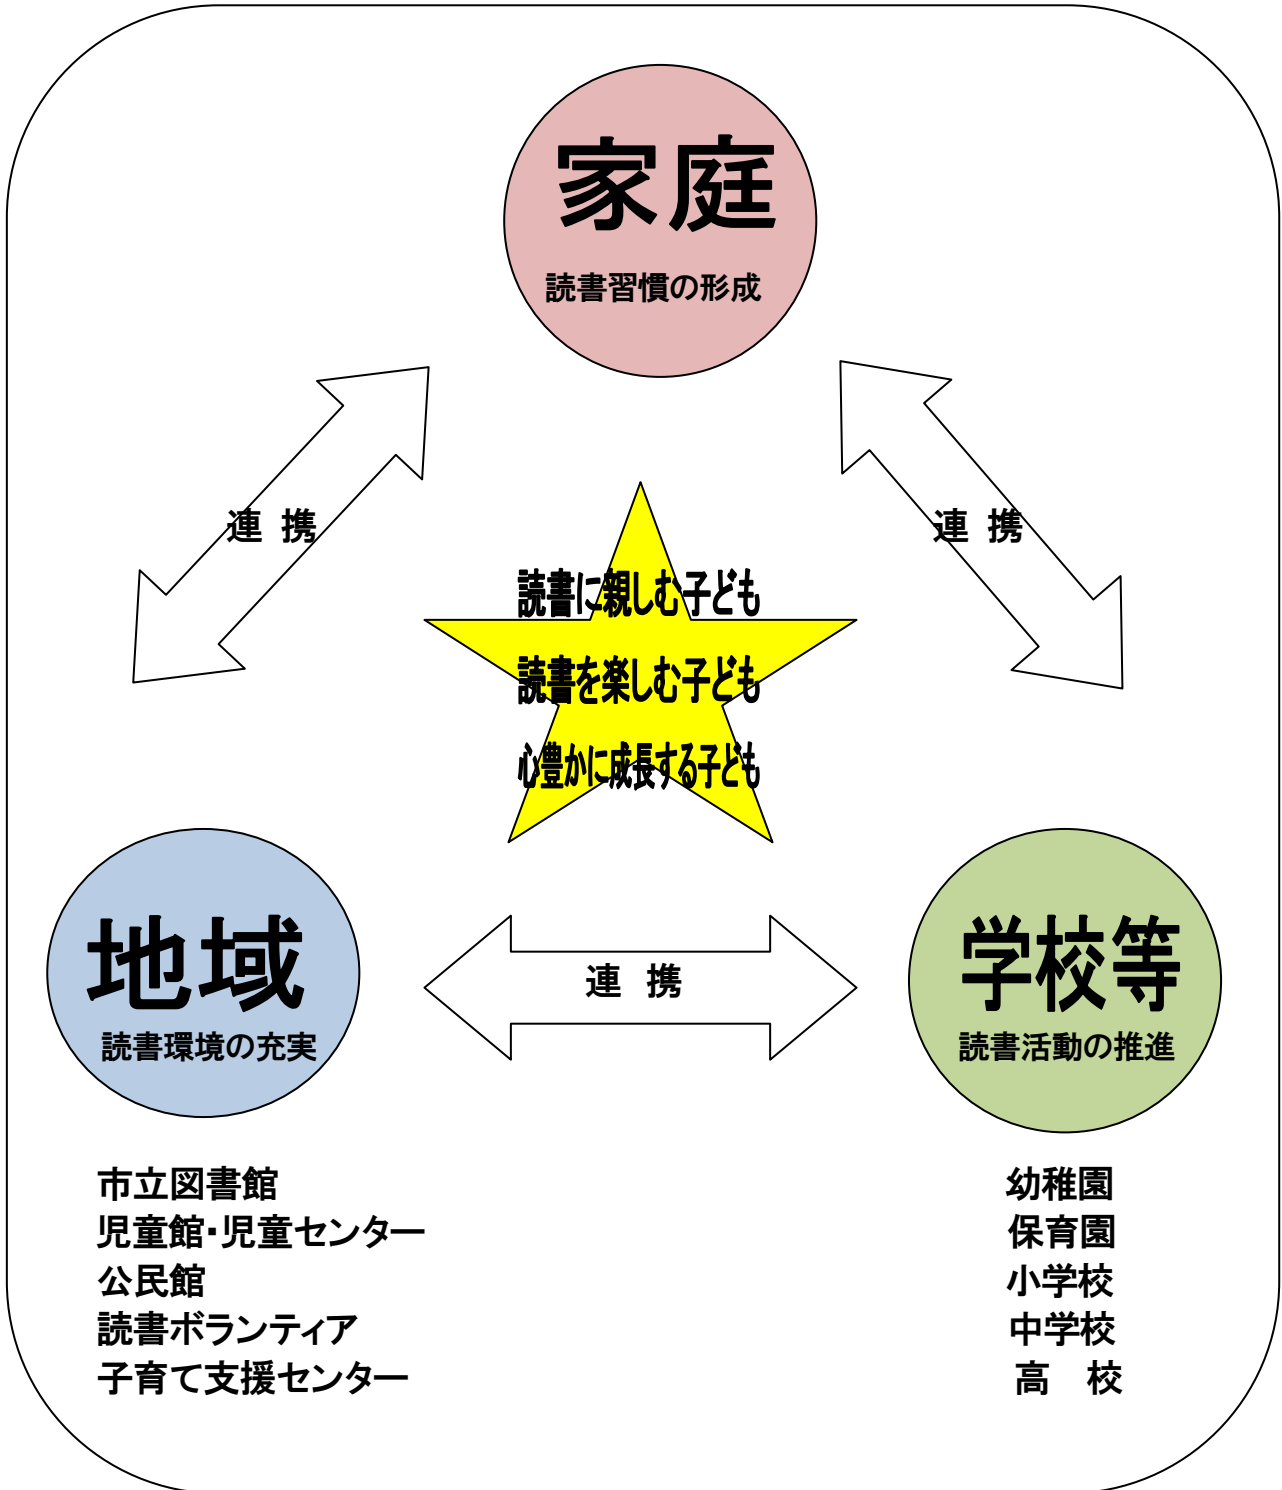 家庭
読書習慣の形成
連 携
連 携
読書に親しむ子ども
読書を楽しむ子ども
心豊かに成長する子ども
地域
読書環境の充実
連 携
学校等
読書活動の推進
市立図書館
児童館・児童センター
公民館
読書ボランティア
子育て支援センター
幼稚園
保育園
小学校
中学校
高 校